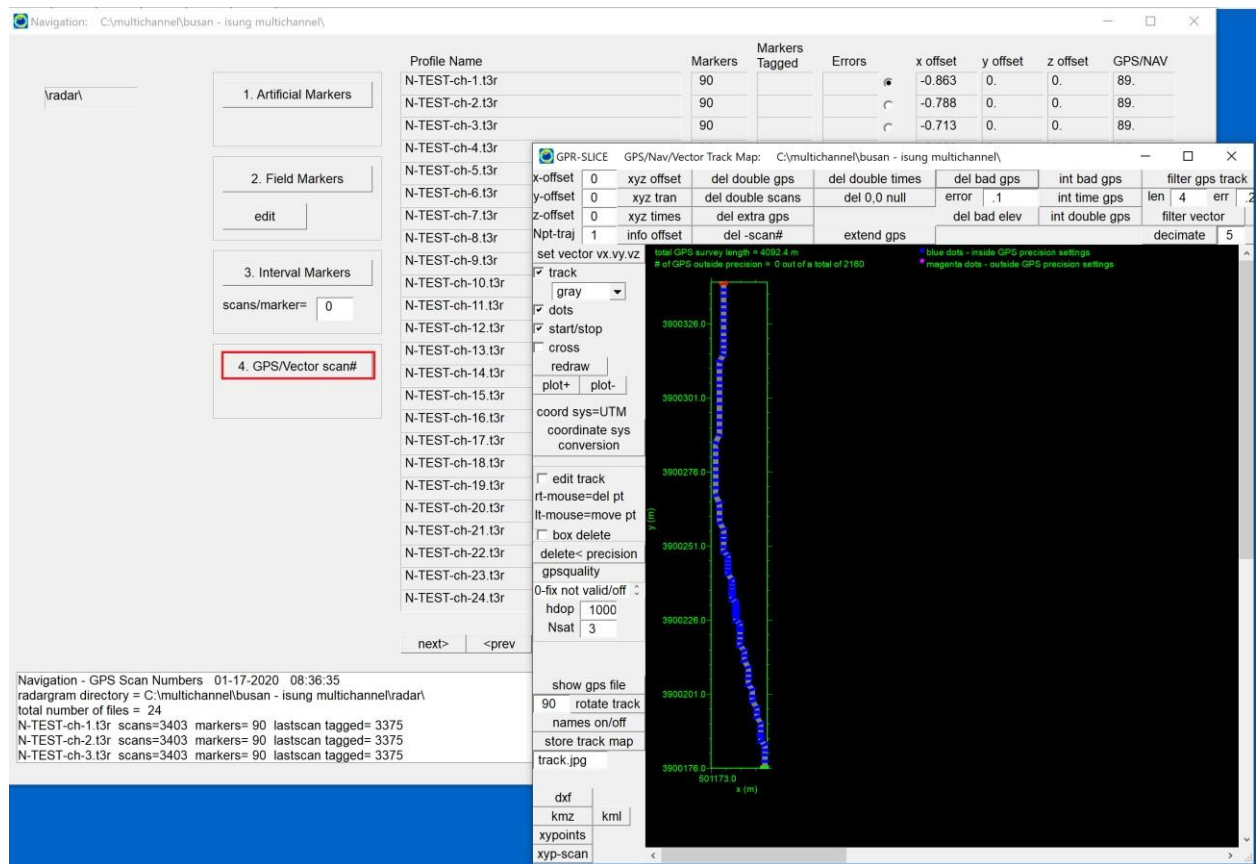 Navigation: C:\multichannel\busan - isung multichannel\
Profile Name Markers Markers Tagged Errors x offset y offset z offset GPS/NAV
\radar\
1. Artificial Markers
2. Field Markers
edit
3. Interval Markers
scans/marker= 0
4. GPS/Vector scan#
N-TEST-ch-1.t3r 90 -0.863 0. 0. 89.
N-TEST-ch-2.t3r 90 -0.788 0. 0. 89.
N-TEST-ch-3.t3r 90 -0.713 0. 0. 89.
N-TEST-ch-4.t3r
N-TEST-ch-5.t3r
N-TEST-ch-6.t3r
N-TEST-ch-7.t3r
N-TEST-ch-8.t3r
N-TEST-ch-9.t3r
N-TEST-ch-10.t3r
N-TEST-ch-11.t3r
N-TEST-ch-12.t3r
N-TEST-ch-13.t3r
N-TEST-ch-14.t3r
N-TEST-ch-15.t3r
N-TEST-ch-16.t3r
N-TEST-ch-17.t3r
N-TEST-ch-18.t3r
N-TEST-ch-19.t3r
N-TEST-ch-20.t3r
N-TEST-ch-21.t3r
N-TEST-ch-22.t3r
N-TEST-ch-23.t3r
N-TEST-ch-24.t3r
next> <prev
Navigation - GPS Scan Numbers 01-17-2020 08:36:35
radargram directory = C:\multichannel\busan - isung multichannel\radar\
total number of files = 24
N-TEST-ch-1.t3r scans=3403 markers= 90 lastscan tagged= 3375
N-TEST-ch-2.t3r scans=3403 markers= 90 lastscan tagged= 3375
N-TEST-ch-3.t3r scans=3403 markers= 90 lastscan tagged= 3375
GPR-SLICE GPS/Nav/Vector Track Map: C:\multichannel\busan - isung multichannel\
x-offset 0 xyz offset del double gps del double times del bad gps int bad gps filter gps track
y-offset 0 xyz tran del double scans del 0,0 null error .1 int time gps len 4 err .2
z-offset 0 xyz times del extra gps del bad elev int double gps filter vector
Npt-traj 1 info offset del -scan# extend gps decimate 5
set vector vx.vy.vz
track
gray
dots
start/stop
cross
redraw
plot+ plot-
coord sys=UTM
coordinate sys
conversion
edit track
rt-mouse=del pt
lt-mouse=move pt
box delete
delete< precision
gpsquality
0-fix not valid/off
hdop 1000
Nsat 3
show gps file
90 rotate track
names on/off
store track map
track.jpg
dxf
kmz kml
xypoints
xyp-scan
total GPS survey length = 4092.4 m
# of GPS outside precision = 0 out of a total of 2160
blue dots - inside GPS precision settings
magenta dots - outside GPS precision settings
3900326.0
3900301.0
3900276.0
3900251.0
3900226.0
3900201.0
3900176.0
y (m)
501173.0
x (m)